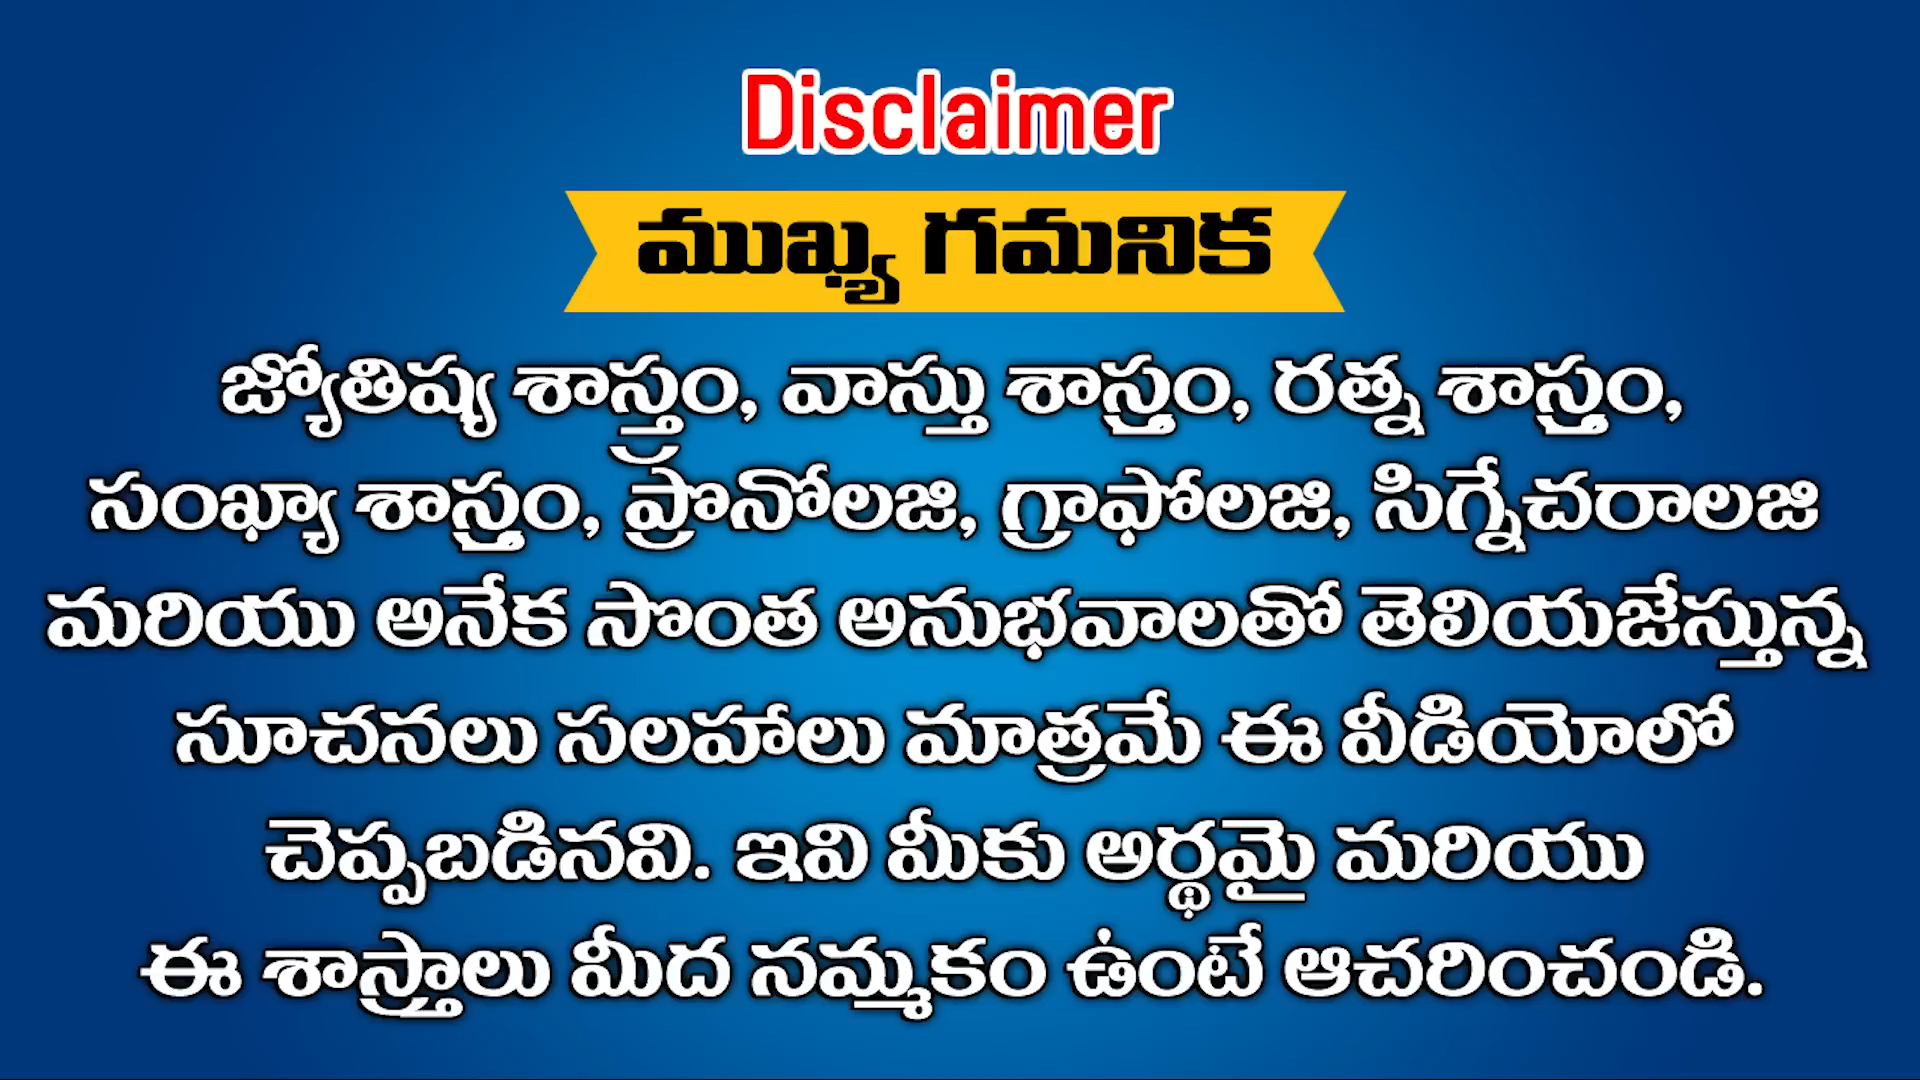 Disclaimer
ముఖ్య గమనిక
జ్యోతిష్య శాస్త్రం, వాస్తు శాస్త్రం, రత్న శాస్త్రం,
సంఖ్యా శాస్త్రం, ప్రొనోలజి, గ్రాఫోలజి, సిగ్నేచరాలజి
మరియు అనేక సొంత అనుభవాలతో తెలియజేస్తున్న
సూచనలు సలహాలు మాత్రమే ఈ వీడియోలో
చెప్పబడినవి. ఇవి మీకు అర్థమై మరియు
ఈ శాస్త్రాలు మీద నమ్మకం ఉంటే ఆచరించండి.